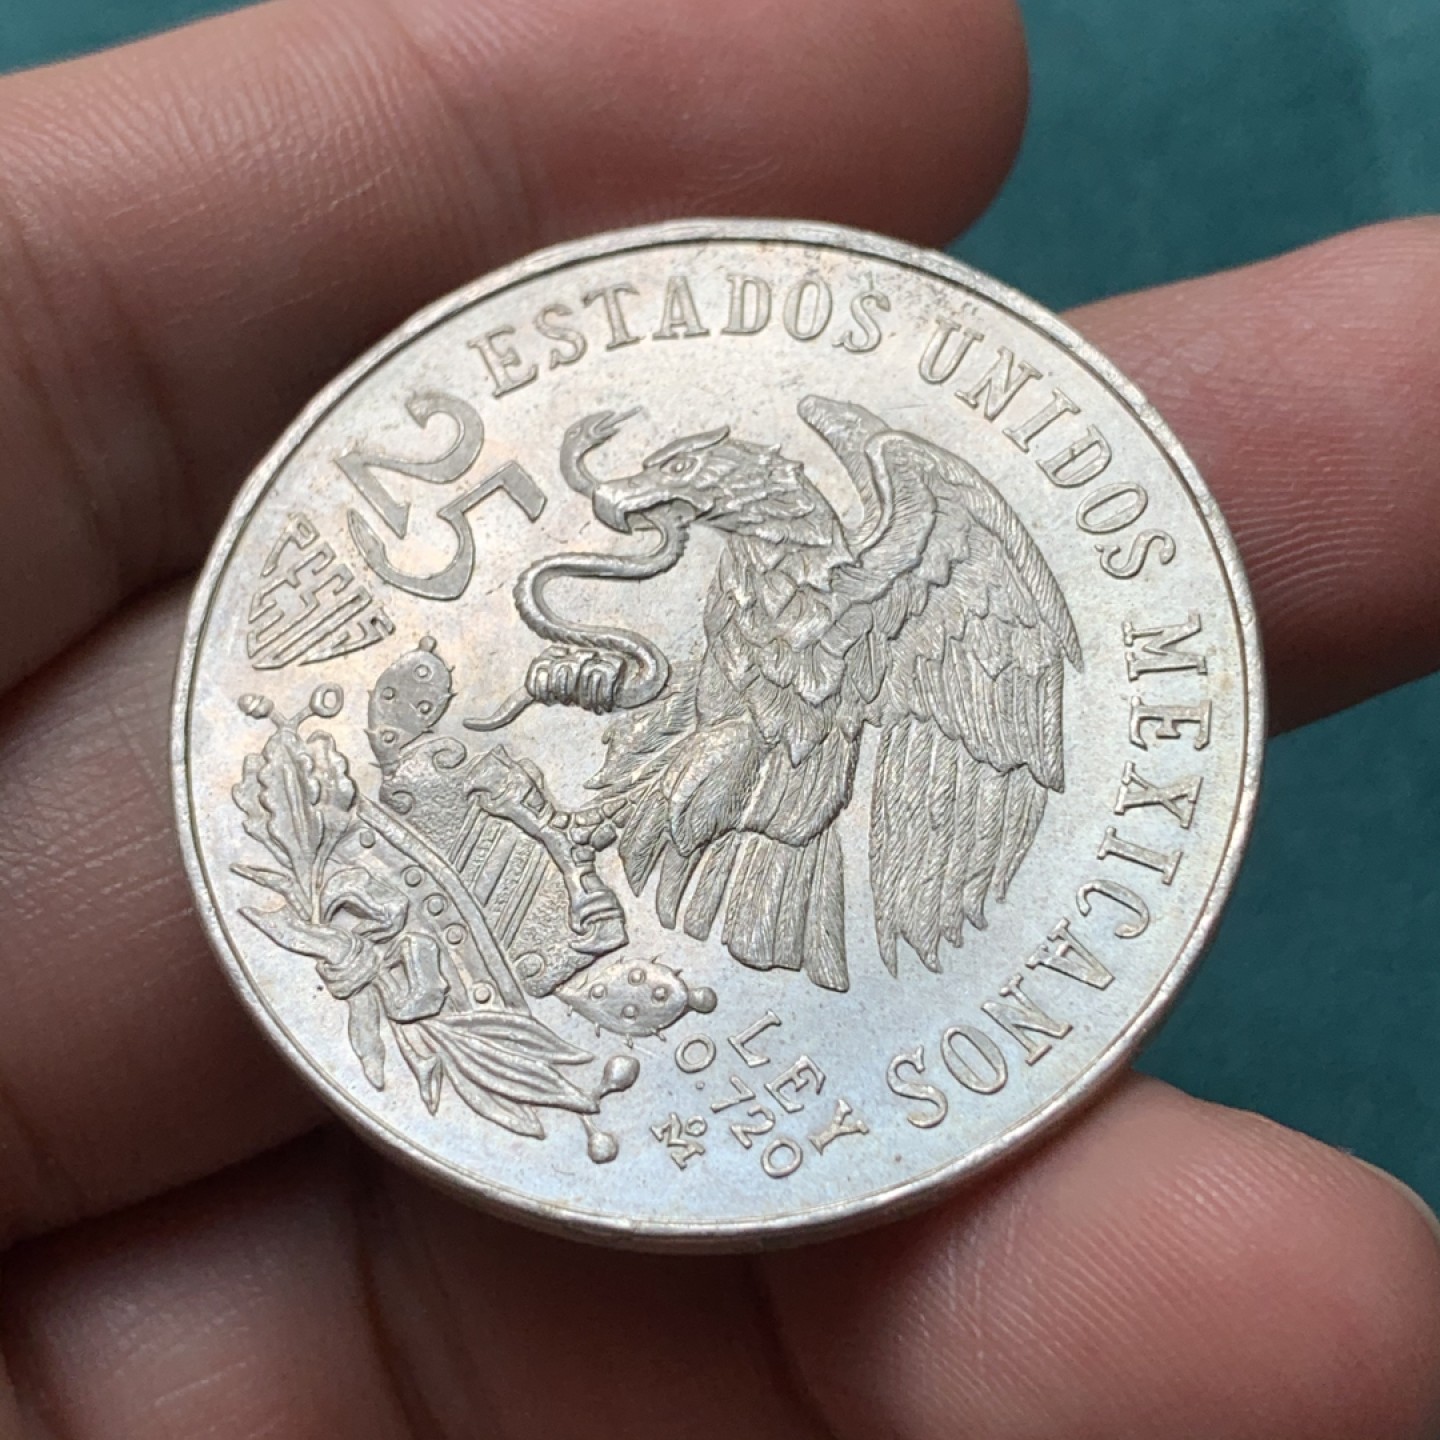 ESTADOS UNIDOS MEXICANOS
25
PESOS
LEY
0.720
Mo